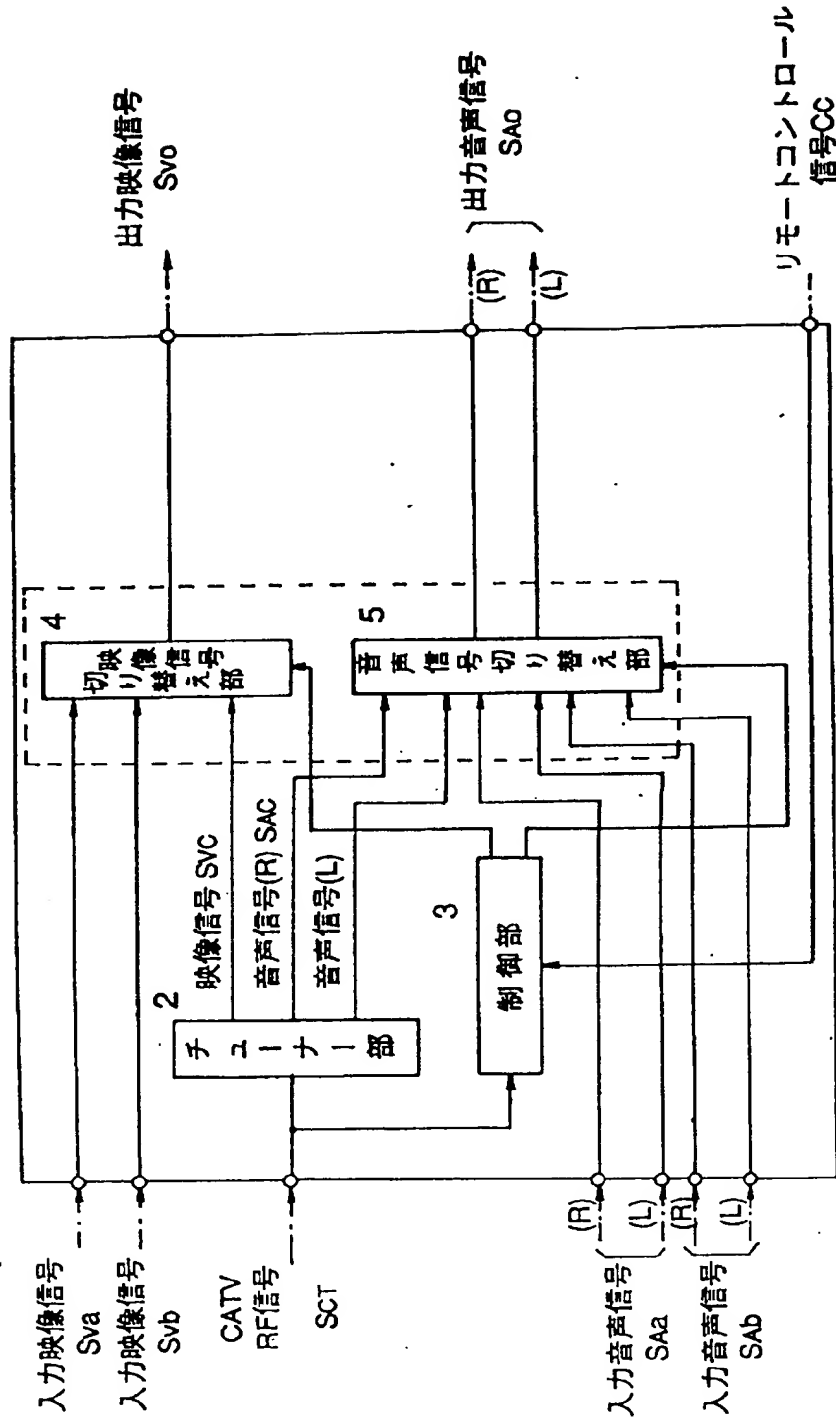 入力映像信号
Sva
入力映像信号
Svb
CATV
RF信号
SCT
(R)
(L)
(R)
(L)
入力音声信号
SAa
入力音声信号
SAb
2
チューナー部
映像信号 SVC
音声信号(R) SAC
音声信号(L)
3
制御部
4
映像信号
切り替え部
5
音声信号切り替え部
出力映像信号
Svo
(R)
(L)
出力音声信号
SAo
リモートコントロール
信号Cc